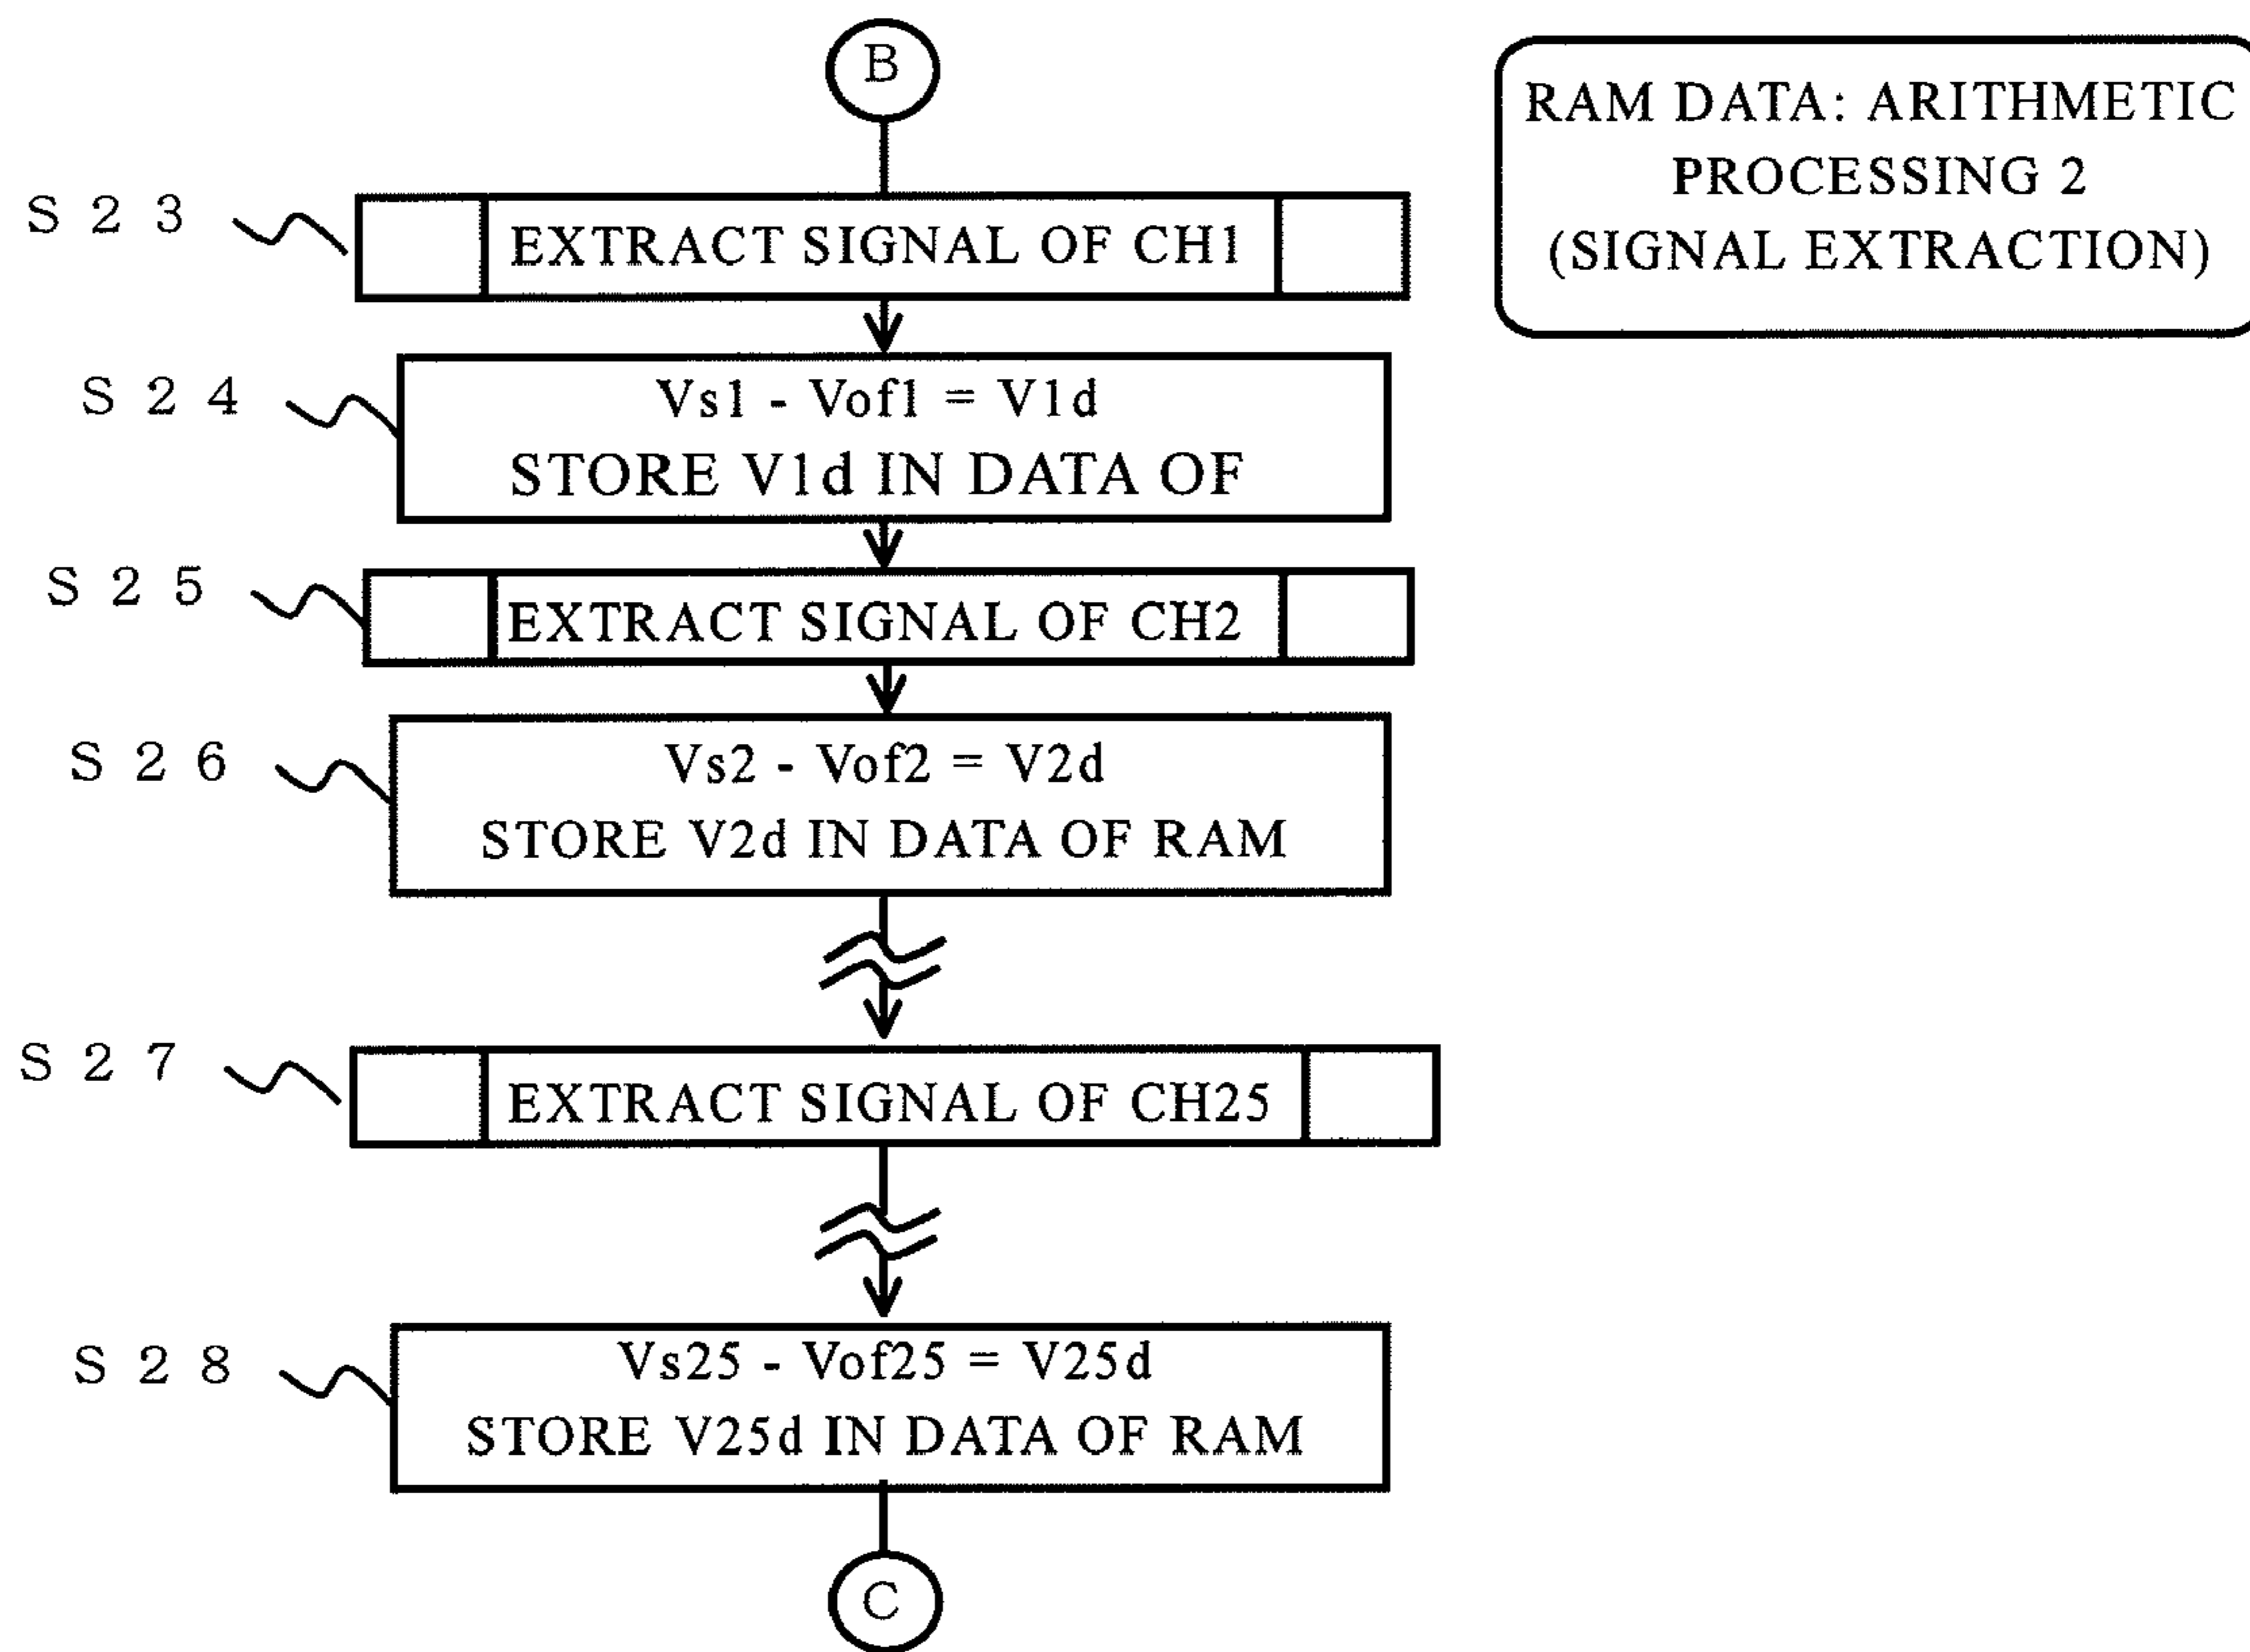 B
RAM DATA: ARITHMETIC
PROCESSING 2
(SIGNAL EXTRACTION)
S 2 3
EXTRACT SIGNAL OF CH1
S 2 4
Vs1 - Vof1 = V1d
STORE V1d IN DATA OF
S 2 5
EXTRACT SIGNAL OF CH2
S 2 6
Vs2 - Vof2 = V2d
STORE V2d IN DATA OF RAM
S 2 7
EXTRACT SIGNAL OF CH25
S 2 8
Vs25 - Vof25 = V25d
STORE V25d IN DATA OF RAM
C